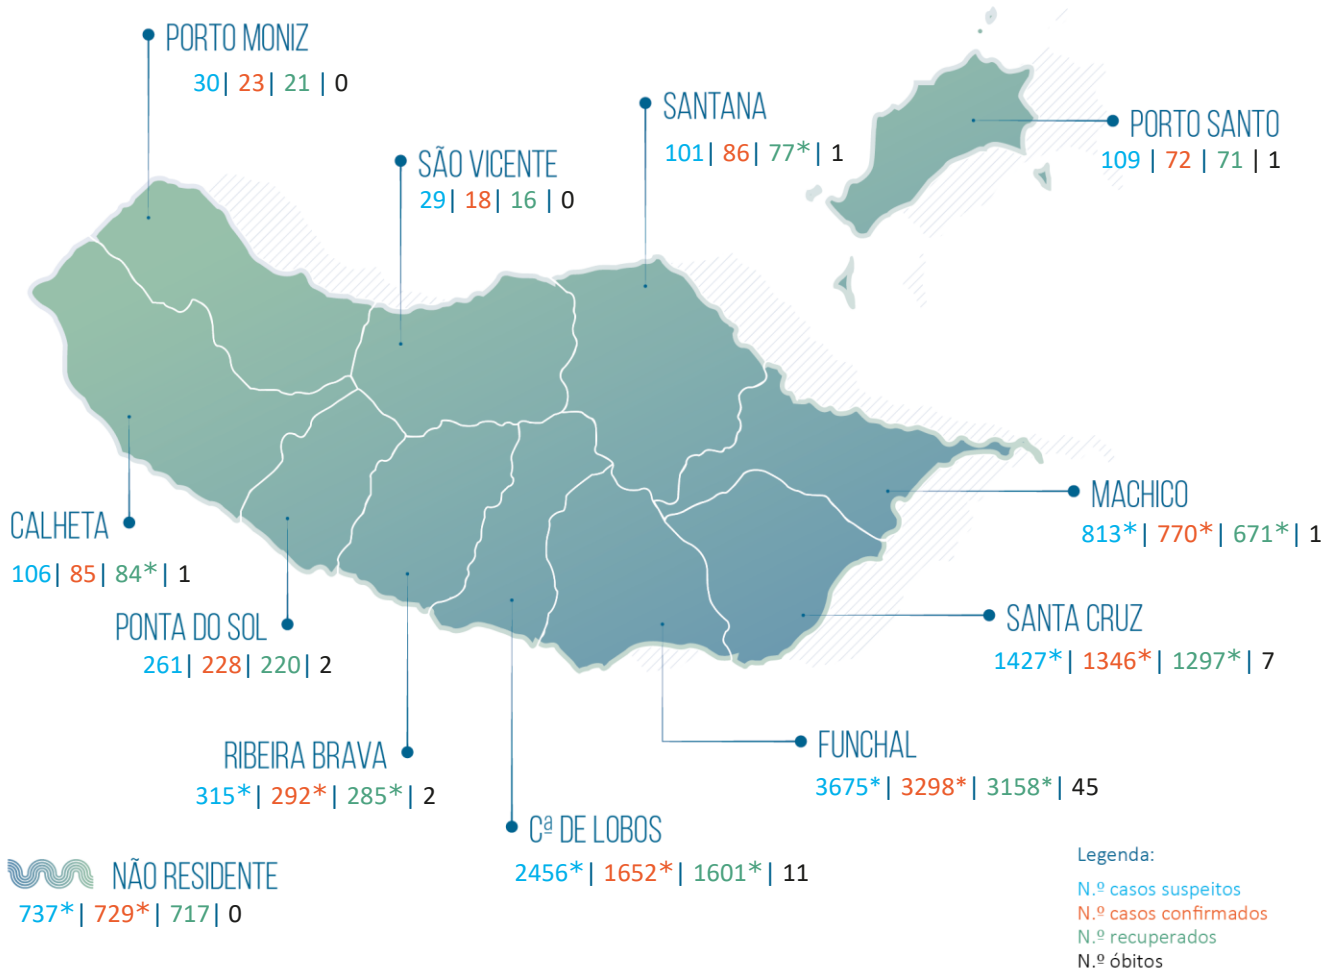 PORTO MONIZ
30| 23| 21 | 0
SANTANA
101| 86| 77*| 1
PORTO SANTO
109 | 72 | 71 | 1
SÃO VICENTE
29| 18| 16 | 0
MACHICO
813*| 770*| 671*| 1
CALHETA
106| 85| 84*| 1
SANTA CRUZ
1427*| 1346*| 1297*| 7
PONTA DO SOL
261| 228| 220| 2
FUNCHAL
3675*| 3298*| 3158*| 45
RIBEIRA BRAVA
315*| 292*| 285*| 2
Cª DE LOBOS
2456*| 1652*| 1601*| 11
NÃO RESIDENTE
737*| 729*| 717| 0
Legenda:
N.º casos suspeitos
N.º casos confirmados
N.º recuperados
N.º óbitos